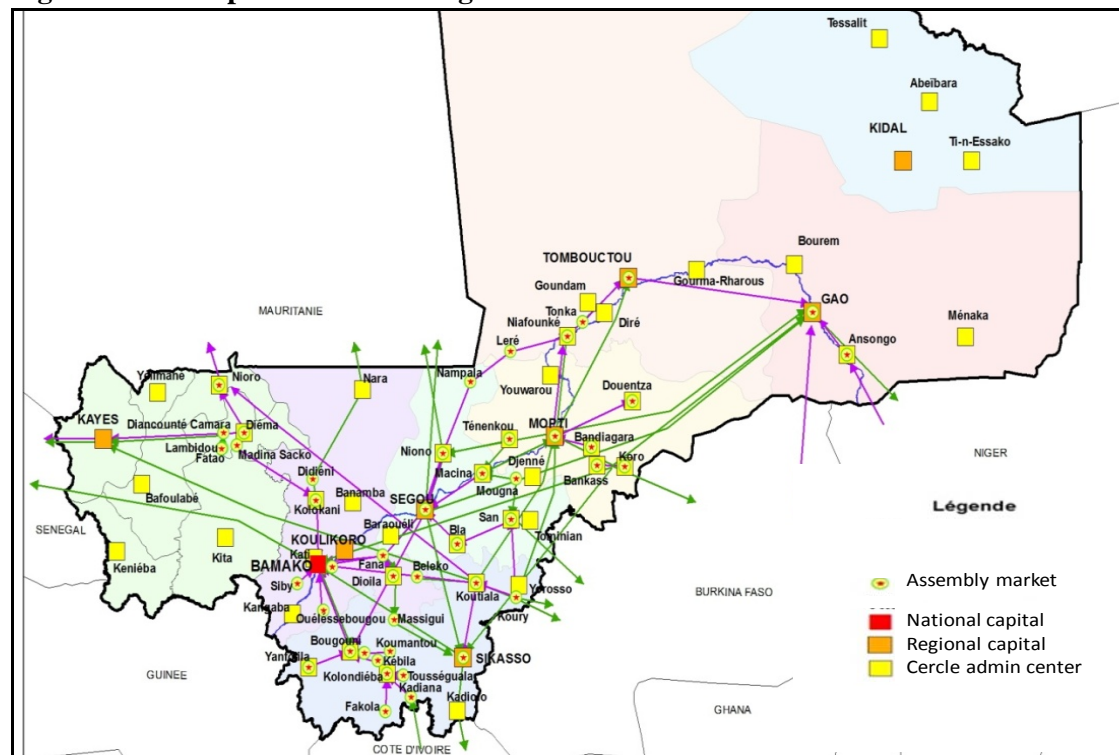 Tessalit
Abeïbara
KIDAL
Ti-n-Essako
Bourem
TOMBOUCTOU
Goundam
Gourma-Rharous
GAO
Tonka
Niafounké
Diré
Ménaka
MAURITANIE
Leré
Ansongo
Yélimané
Nioro
Nara
Nampala
Youwarou
Douentza
KAYES
Diancounté Camara
Diéma
Ténenkou
MOPTI
Lambidou
Fatao
Madina Sacko
Niono
Bandiagara
Koro
NIGER
Didiéni
Macina
Djenné
Bankass
Bafoulabé
Banamba
SEGOU
Mougna
Kolokani
Légende
SENEGAL
Baraouéli
San
Kita
KOULIKORO
Bla
Tominian
Keniéba
Kati
BAMAKO
Fana
Beleko
Assembly market
Siby
Dioila
Koutiala
Yorosso
BURKINA FASO
Kangaba
Koury
National capital
Ouélessebougou
Massigui
Regional capital
Bougouni
Koumantou
Yanfolila
Kébila
SIKASSO
Cercle admin center
GUINEE
Kolondiéba
Tousséguala
Kadiana
Kadiolo
Fakola
GHANA
COTE D'IVOIRE